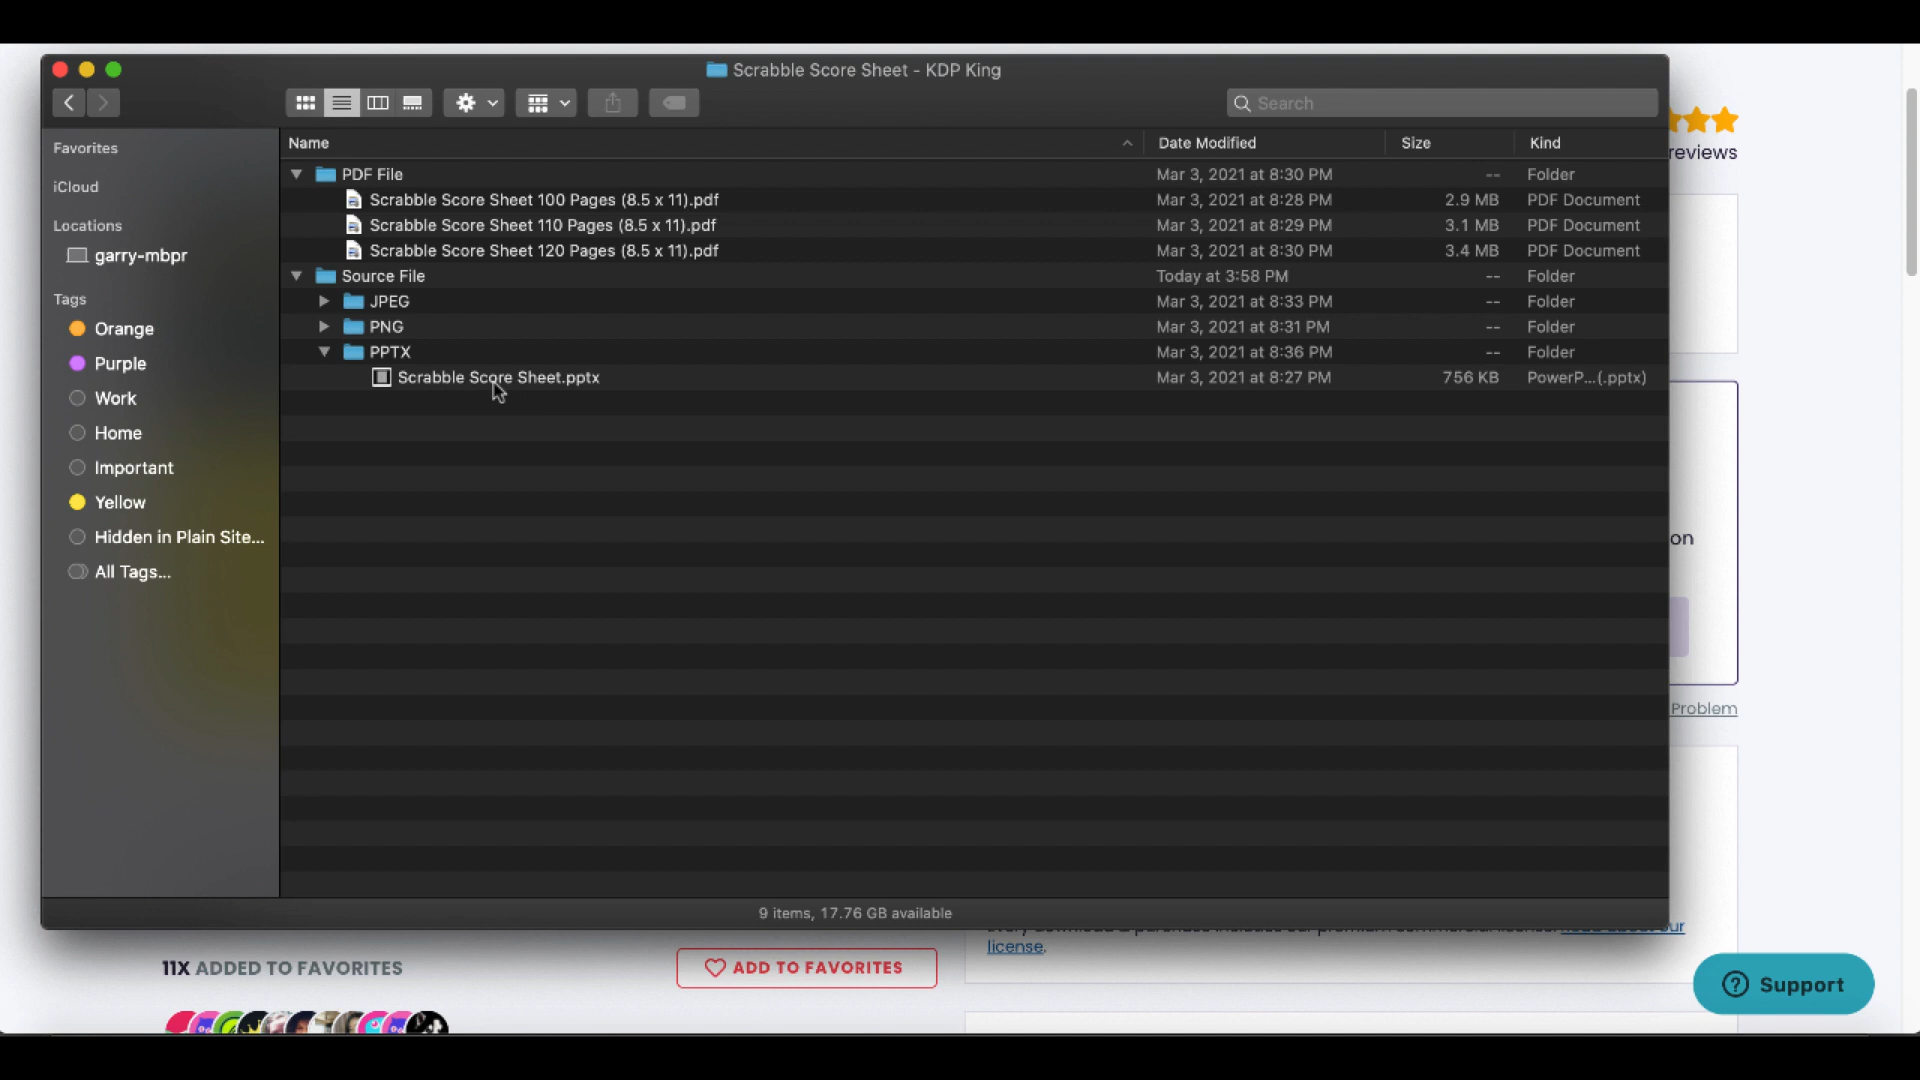 Scrabble Score Sheet - KDP King
Search
Favorites
iCloud
Locations
garry-mbpr
Tags
Orange
Purple
Work
Home
Important
Yellow
Hidden in Plain Site...
All Tags...
Name Date Modified Size Kind
PDF File Mar 3, 2021 at 8:30 PM -- Folder
Scrabble Score Sheet 100 Pages (8.5 x 11).pdf Mar 3, 2021 at 8:28 PM 2.9 MB PDF Document
Scrabble Score Sheet 110 Pages (8.5 x 11).pdf Mar 3, 2021 at 8:29 PM 3.1 MB PDF Document
Scrabble Score Sheet 120 Pages (8.5 x 11).pdf Mar 3, 2021 at 8:30 PM 3.4 MB PDF Document
Source File Today at 3:58 PM -- Folder
JPEG Mar 3, 2021 at 8:33 PM -- Folder
PNG Mar 3, 2021 at 8:31 PM -- Folder
PPTX Mar 3, 2021 at 8:36 PM -- Folder
Scrabble Score Sheet.pptx Mar 3, 2021 at 8:27 PM 756 KB PowerP...(.pptx)
9 items, 17.76 GB available
reviews
on
Problem
license.
11X ADDED TO FAVORITES
ADD TO FAVORITES
Support